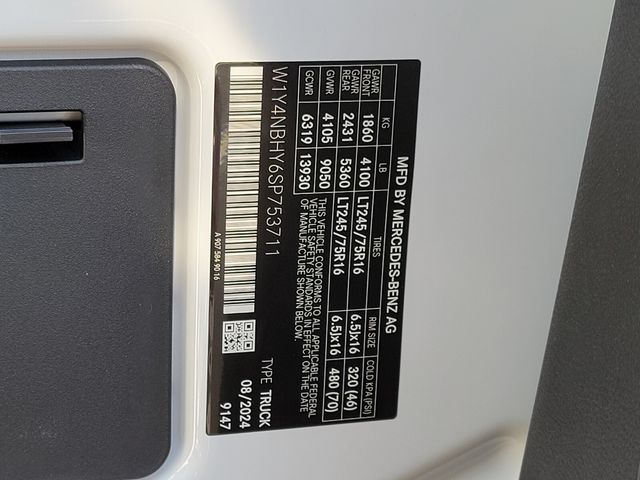 MFD BY MERCEDES-BENZ AG
KG LB TIRES RIM SIZE COLD KPA (PSI)
GAWR FRONT 1860 4100 LT245/75R16 6.5Jx16 320 (46)
GAWR REAR 2431 5360 LT245/75R16 6.5Jx16 480 (70)
GVWR 4105 9050 THIS VEHICLE CONFORMS TO ALL APPLICABLE FEDERAL
VEHICLE SAFETY STANDARDS IN EFFECT ON THE DATE
GCWR 6319 13930 OF MANUFACTURE SHOWN BELOW.
W1Y4NBHY6SP753711 TYPE TRUCK
08/2024
A 907 584 90 16 9147